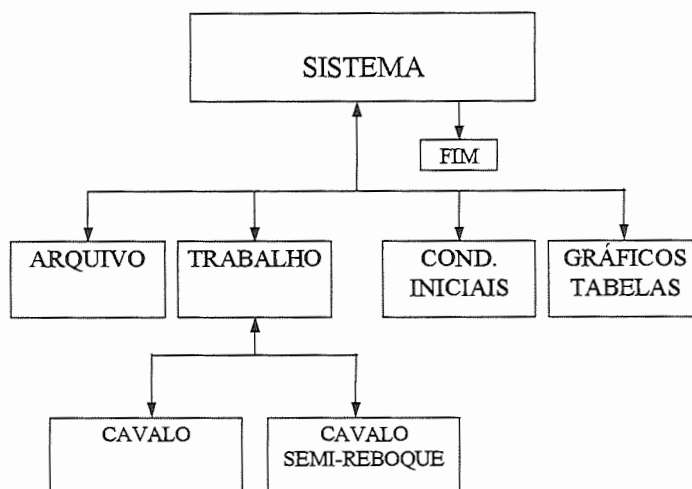 SISTEMA
FIM
ARQUIVO
TRABALHO
COND.
INICIAIS
GRÁFICOS
TABELAS
CAVALO
CAVALO
SEMI-REBOQUE